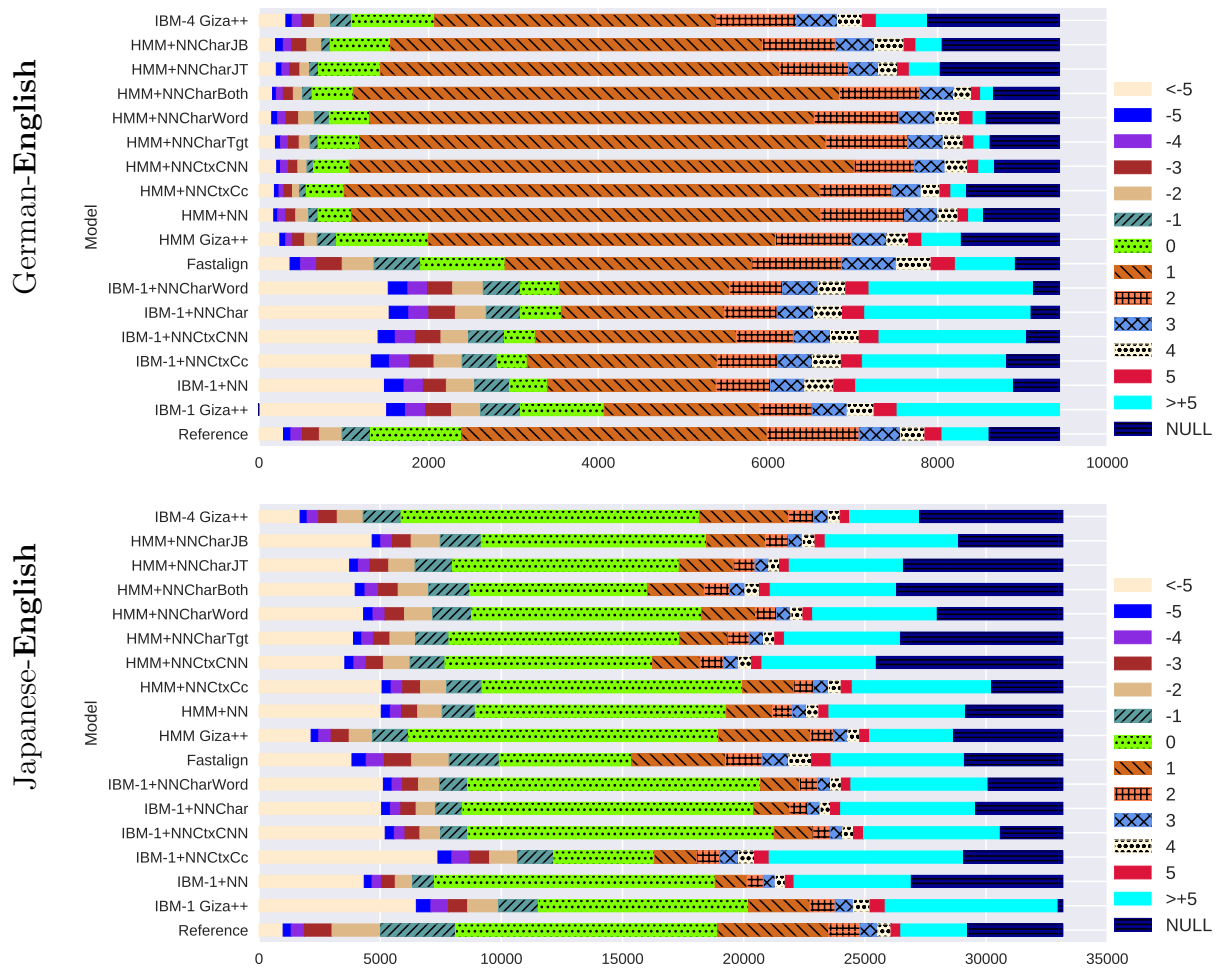 German-English
Model
IBM-4 Giza++
HMM+NNCharJB
HMM+NNCharJT
HMM+NNCharBoth
HMM+NNCharWord
HMM+NNCharTgt
HMM+NNCtxCNN
HMM+NNCtxCc
HMM+NN
HMM Giza++
Fastalign
IBM-1+NNCharWord
IBM-1+NNChar
IBM-1+NNCtxCNN
IBM-1+NNCtxCc
IBM-1+NN
IBM-1 Giza++
Reference
0 2000 4000 6000 8000 10000
<-5
-5
-4
-3
-2
-1
0
1
2
3
4
5
>+5
NULL
Japanese-English
Model
IBM-4 Giza++
HMM+NNCharJB
HMM+NNCharJT
HMM+NNCharBoth
HMM+NNCharWord
HMM+NNCharTgt
HMM+NNCtxCNN
HMM+NNCtxCc
HMM+NN
HMM Giza++
Fastalign
IBM-1+NNCharWord
IBM-1+NNChar
IBM-1+NNCtxCNN
IBM-1+NNCtxCc
IBM-1+NN
IBM-1 Giza++
Reference
0 5000 10000 15000 20000 25000 30000 35000
<-5
-5
-4
-3
-2
-1
0
1
2
3
4
5
>+5
NULL